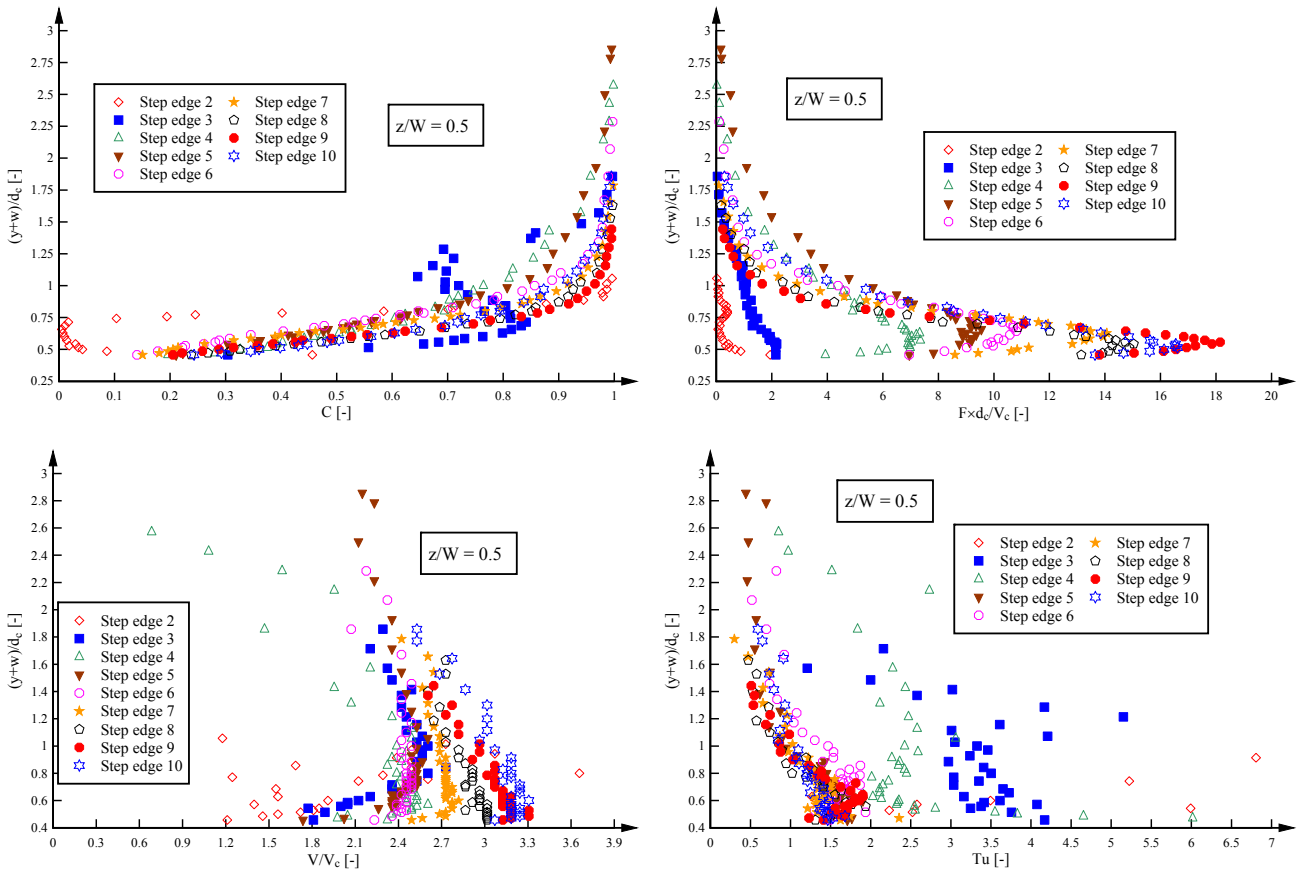 3
2.75
2.5
2.25
2
1.75
1.5
1.25
1
0.75
0.5
0.25
(y+w)/dc [-]
0 0.1 0.2 0.3 0.4 0.5 0.6 0.7 0.8 0.9 1
C [-]
z/W = 0.5
Step edge 2
Step edge 3
Step edge 4
Step edge 5
Step edge 6
Step edge 7
Step edge 8
Step edge 9
Step edge 10
3
2.75
2.5
2.25
2
1.75
1.5
1.25
1
0.75
0.5
0.25
(y+w)/dc [-]
0 2 4 6 8 10 12 14 16 18 20
F×dc/Vc [-]
z/W = 0.5
Step edge 2
Step edge 3
Step edge 4
Step edge 5
Step edge 6
Step edge 7
Step edge 8
Step edge 9
Step edge 10
3
2.8
2.6
2.4
2.2
2
1.8
1.6
1.4
1.2
1
0.8
0.6
0.4
(y+w)/dc [-]
0 0.3 0.6 0.9 1.2 1.5 1.8 2.1 2.4 2.7 3 3.3 3.6 3.9
V/Vc [-]
z/W = 0.5
Step edge 2
Step edge 3
Step edge 4
Step edge 5
Step edge 6
Step edge 7
Step edge 8
Step edge 9
Step edge 10
3
2.8
2.6
2.4
2.2
2
1.8
1.6
1.4
1.2
1
0.8
0.6
0.4
(y+w)/dc [-]
0 0.5 1 1.5 2 2.5 3 3.5 4 4.5 5 5.5 6 6.5 7
Tu [-]
z/W = 0.5
Step edge 2
Step edge 3
Step edge 4
Step edge 5
Step edge 6
Step edge 7
Step edge 8
Step edge 9
Step edge 10